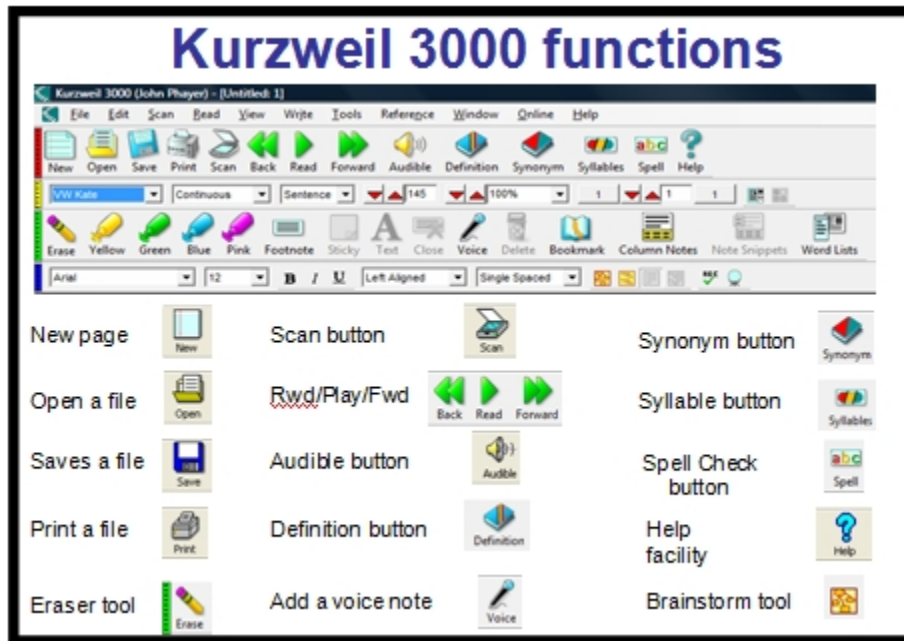 Kurzweil 3000 functions
Kurzweil 3000 (John Phayer) - [Untitled: 1]
File Edit Scan Read View Write Tools Reference Window Online Help
New Open Save Print Scan Back Read Forward Audible Definition Synonym Syllables Spell Help
VW Kate Continuous Sentence 145 100% 1 1 1
Erase Yellow Green Blue Pink Footnote Sticky Text Close Voice Delete Bookmark Column Notes Note Snippets Word Lists
Arial 12 B I U Left Aligned Single Spaced
New page New Scan button Scan Synonym button Synonym
Open a file Open Rwd/Play/Fwd Back Read Forward Syllable button Syllables
Saves a file Save Audible button Audible Spell Check
button abc Spell
Print a file Print Definition button Definition Help
facility Help
Eraser tool Erase Add a voice note Voice Brainstorm tool